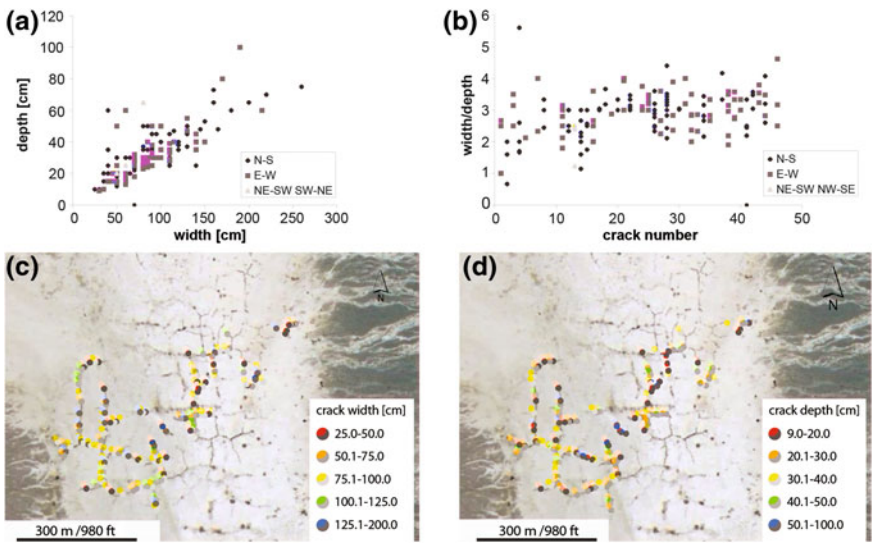 (a)
depth [cm]
120
100
80
60
40
20
0
0 50 100 150 200 250 300
width [cm]
N-S
E-W
NE-SW SW-NE
(b)
width/depth
6
5
4
3
2
1
0
0 10 20 30 40 50
crack number
N-S
E-W
NE-SW NW-SE
(c)
N
crack width [cm]
25.0-50.0
50.1-75.0
75.1-100.0
100.1-125.0
125.1-200.0
300 m /980 ft
(d)
N
crack depth [cm]
9.0-20.0
20.1-30.0
30.1-40.0
40.1-50.0
50.1-100.0
300 m /980 ft